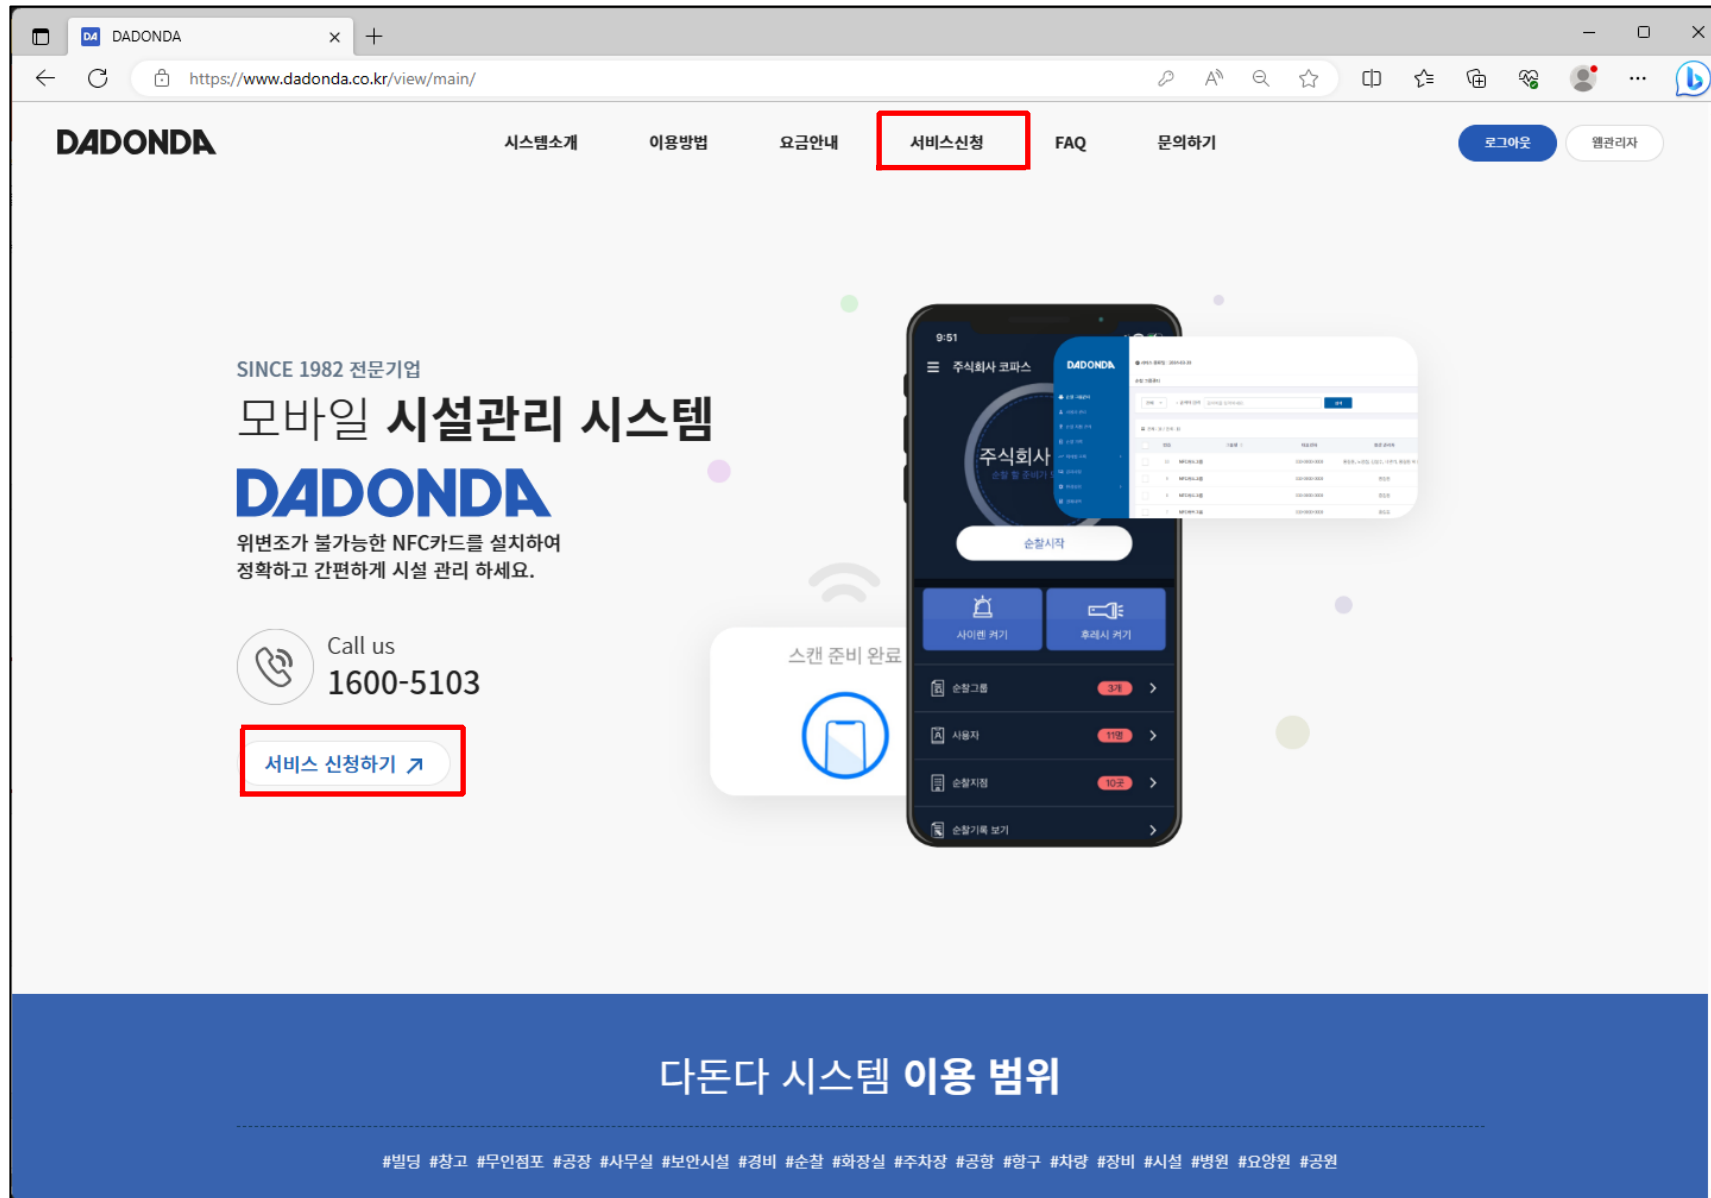 DADONDA
https://www.dadonda.co.kr/view/main/
DADONDA 시스템소개 이용방법 요금안내 서비스신청 FAQ 문의하기 로그아웃 웹관리자
SINCE 1982 전문기업
모바일 시설관리 시스템
DADONDA
위변조가 불가능한 NFC카드를 설치하여
정확하고 간편하게 시설 관리 하세요.
Call us
1600-5103
서비스 신청하기
스캔 준비 완료
9:51
주식회사 코파스
주식회사
순찰시작
사이렌 켜기 후레시 켜기
순찰그룹 3개
사용자 11명
순찰지점 10곳
순찰기록 보기
DADONDA
다돈다 시스템 이용 범위
#빌딩 #창고 #무인점포 #공장 #사무실 #보안시설 #경비 #순찰 #화장실 #주차장 #공항 #항구 #차량 #장비 #시설 #병원 #요양원 #공원